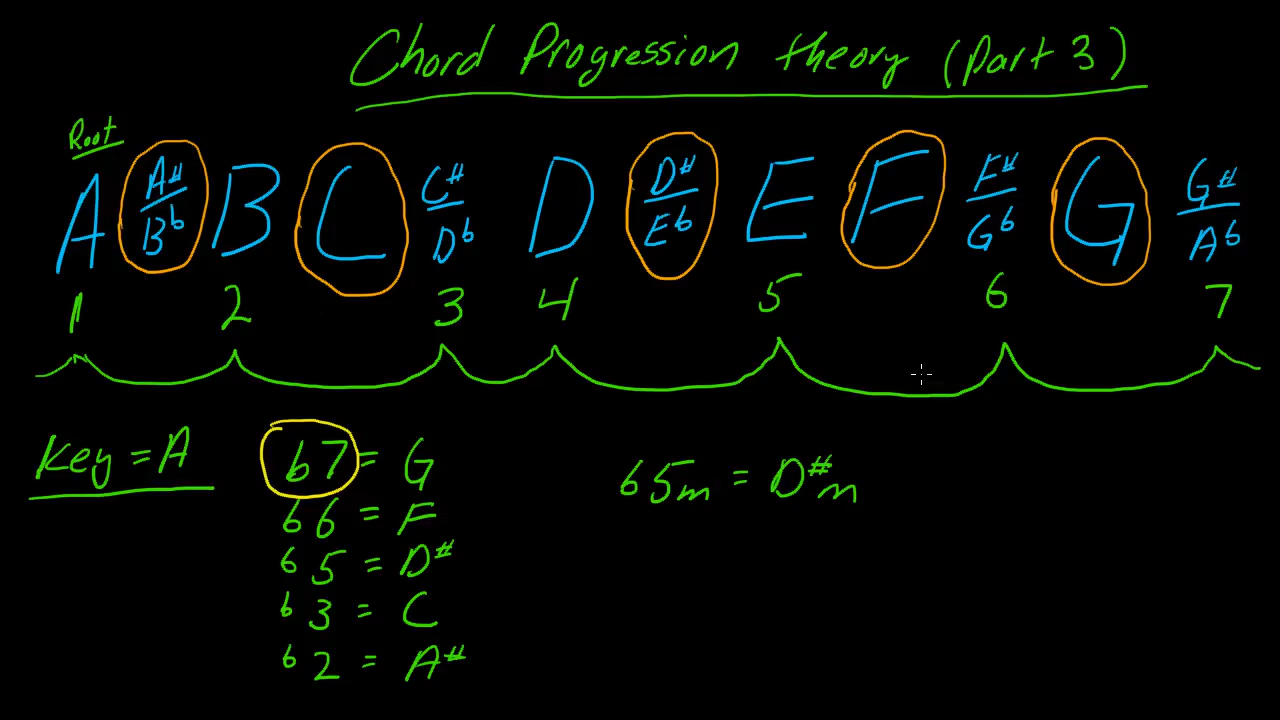 Chord Progression theory (Part 3)
Root
A A#/Bb B C C#/Db D D#/Eb E F F#/Gb G G#/Ab
1 2 3 4 5 6 7
Key = A
b7 = G
b6 = F
b5 = D#
b3 = C
b2 = A#
b5m = D#m